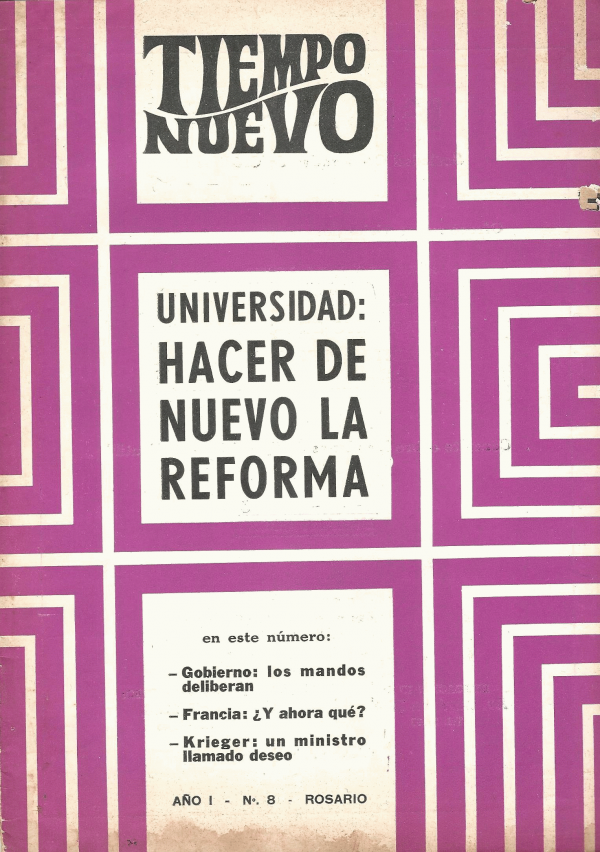 TIEMPO
NUEVO
UNIVERSIDAD:
HACER DE
NUEVO LA
REFORMA
en este número:
– Gobierno: los mandos
deliberan
– Francia: ¿Y ahora qué?
– Krieger: un ministro
llamado deseo
AÑO I - Nº. 8 - ROSARIO